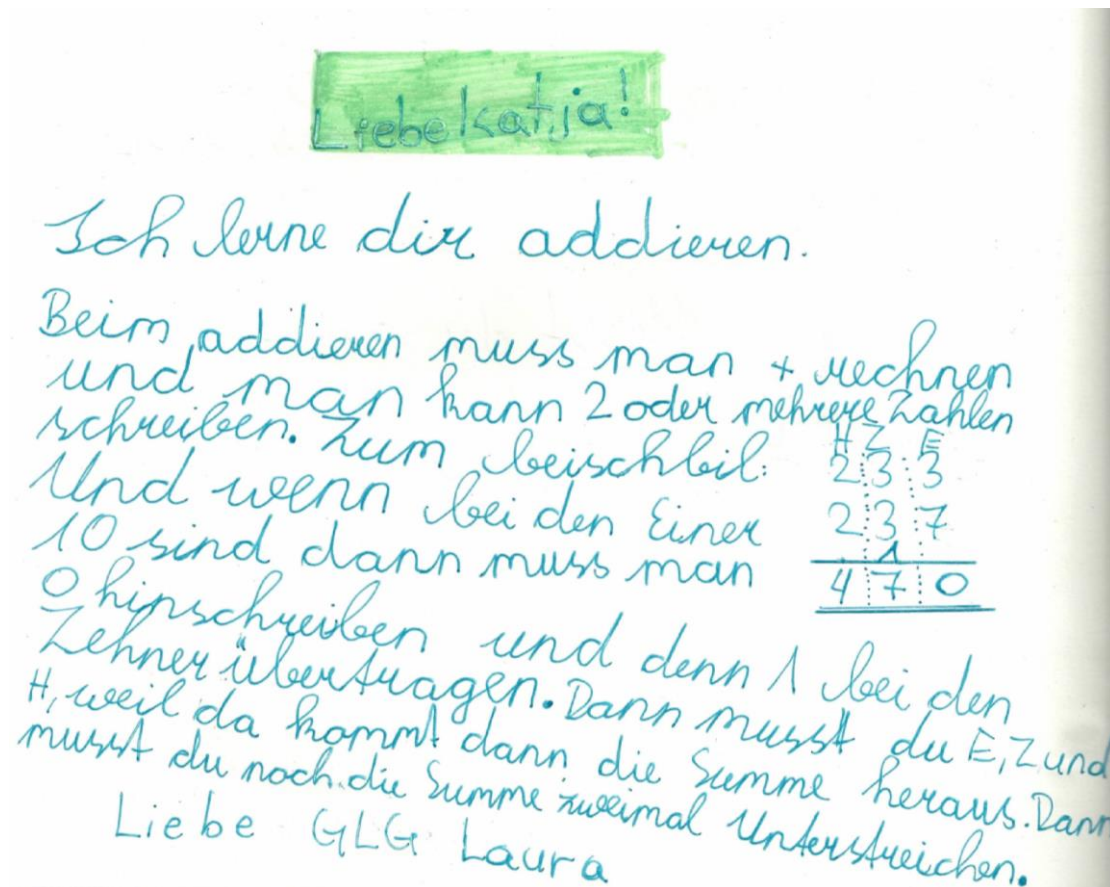 Liebe Katja!
Ich lerne dir addieren.
Beim addieren muss man + rechnen
und man kann 2 oder mehrere Zahlen
schreiben. Zum beischbil:
H Z E
2 3 3
Und wenn bei den Einer
2 3 7
10 sind dann muss man
1
4 7 0
0 hinschreiben und denn 1 bei den
Zehner übertragen. Dann musst du E, Z und
H, weil da kommt dann die Summe heraus. Dann
musst du noch die Summe zweimal Unterstreichen.
Liebe GLG Laura